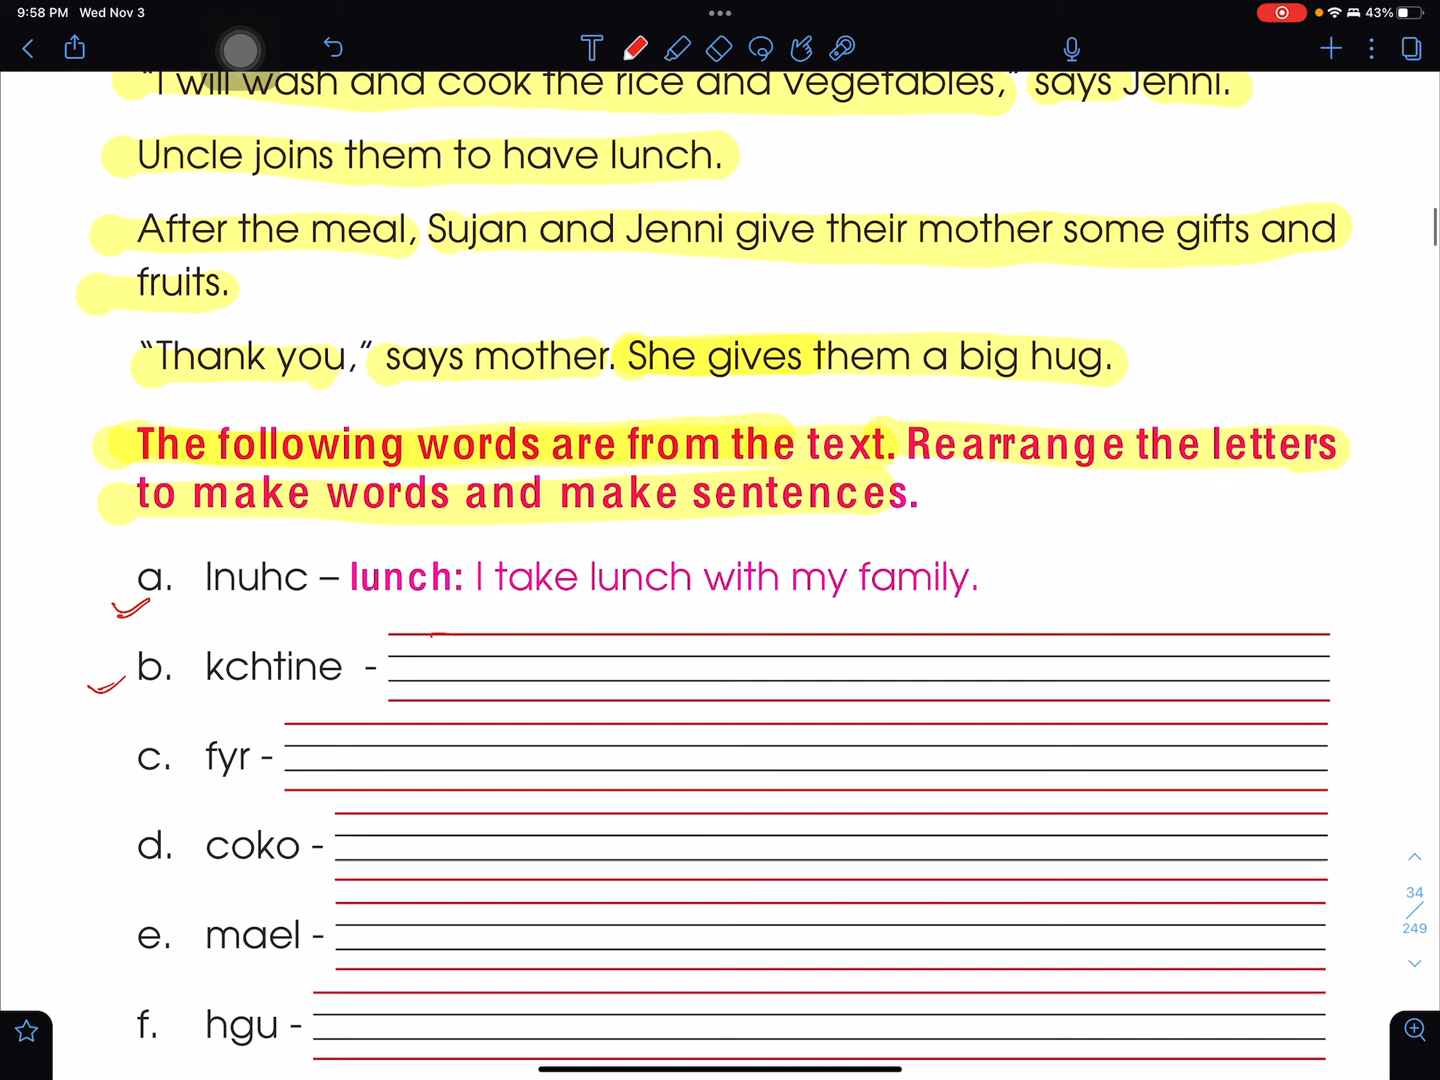 9:58 PM Wed Nov 3
43%
"I will wash and cook the rice and vegetables," says Jenni.
Uncle joins them to have lunch.
After the meal, Sujan and Jenni give their mother some gifts and
fruits.
“Thank you,” says mother. She gives them a big hug.
The following words are from the text. Rearrange the letters
to make words and make sentences.
a. lnuhc – lunch: I take lunch with my family.
b. kchtine -
c. fyr -
d. coko -
e. mael -
f. hgu -
34
249